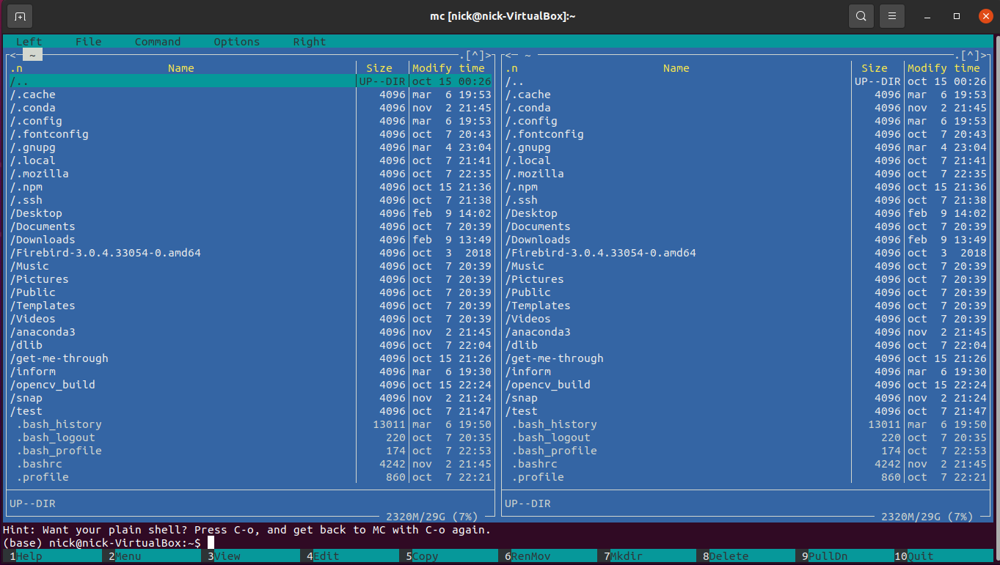 mc [nick@nick-VirtualBox]:~
Left File Command Options Right
<─ ~ .[^]>
.n Name Size Modify time
/.. UP--DIR oct 15 00:26
/.cache 4096 mar 6 19:53
/.conda 4096 nov 2 21:45
/.config 4096 mar 6 19:53
/.fontconfig 4096 oct 7 20:43
/.gnupg 4096 mar 4 23:04
/.local 4096 oct 7 21:41
/.mozilla 4096 oct 7 22:35
/.npm 4096 oct 15 21:36
/.ssh 4096 oct 7 21:38
/Desktop 4096 feb 9 14:02
/Documents 4096 oct 7 20:39
/Downloads 4096 feb 9 13:49
/Firebird-3.0.4.33054-0.amd64 4096 oct 3 2018
/Music 4096 oct 7 20:39
/Pictures 4096 oct 7 20:39
/Public 4096 oct 7 20:39
/Templates 4096 oct 7 20:39
/Videos 4096 oct 7 20:39
/anaconda3 4096 nov 2 21:45
/dlib 4096 oct 7 22:04
/get-me-through 4096 oct 15 21:26
/inform 4096 mar 6 19:30
/opencv_build 4096 oct 15 22:24
/snap 4096 nov 2 21:24
/test 4096 oct 7 21:47
.bash_history 13011 mar 6 19:50
.bash_logout 220 oct 7 20:35
.bash_profile 174 oct 7 22:53
.bashrc 4242 nov 2 21:45
.profile 860 oct 7 22:21
UP--DIR
2320M/29G (7%)
<─ ~ .[^]>
.n Name Size Modify time
/.. UP--DIR oct 15 00:26
/.cache 4096 mar 6 19:53
/.conda 4096 nov 2 21:45
/.config 4096 mar 6 19:53
/.fontconfig 4096 oct 7 20:43
/.gnupg 4096 mar 4 23:04
/.local 4096 oct 7 21:41
/.mozilla 4096 oct 7 22:35
/.npm 4096 oct 15 21:36
/.ssh 4096 oct 7 21:38
/Desktop 4096 feb 9 14:02
/Documents 4096 oct 7 20:39
/Downloads 4096 feb 9 13:49
/Firebird-3.0.4.33054-0.amd64 4096 oct 3 2018
/Music 4096 oct 7 20:39
/Pictures 4096 oct 7 20:39
/Public 4096 oct 7 20:39
/Templates 4096 oct 7 20:39
/Videos 4096 oct 7 20:39
/anaconda3 4096 nov 2 21:45
/dlib 4096 oct 7 22:04
/get-me-through 4096 oct 15 21:26
/inform 4096 mar 6 19:30
/opencv_build 4096 oct 15 22:24
/snap 4096 nov 2 21:24
/test 4096 oct 7 21:47
.bash_history 13011 mar 6 19:50
.bash_logout 220 oct 7 20:35
.bash_profile 174 oct 7 22:53
.bashrc 4242 nov 2 21:45
.profile 860 oct 7 22:21
UP--DIR
2320M/29G (7%)
Hint: Want your plain shell? Press C-o, and get back to MC with C-o again.
(base) nick@nick-VirtualBox:~$
1Help 2Menu 3View 4Edit 5Copy 6RenMov 7Mkdir 8Delete 9PullDn 10Quit